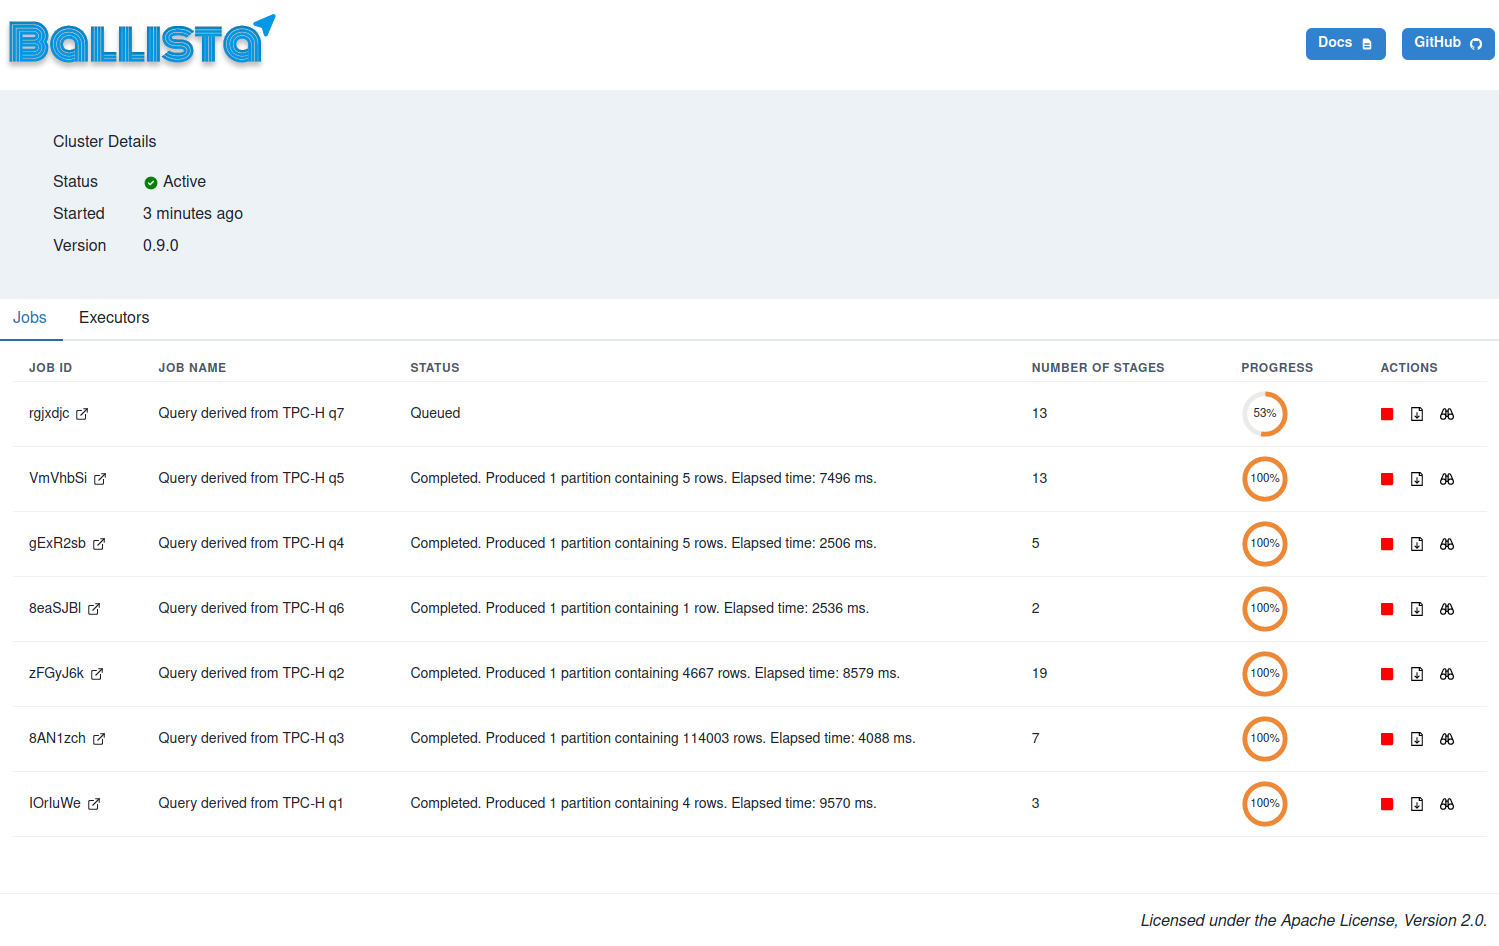 Ballista
Docs GitHub
Cluster Details
Status Active
Started 3 minutes ago
Version 0.9.0
Jobs Executors
JOB ID JOB NAME STATUS NUMBER OF STAGES PROGRESS ACTIONS
rgjxdjc Query derived from TPC-H q7 Queued 13 53%
VmVhbSi Query derived from TPC-H q5 Completed. Produced 1 partition containing 5 rows. Elapsed time: 7496 ms. 13 100%
gExR2sb Query derived from TPC-H q4 Completed. Produced 1 partition containing 5 rows. Elapsed time: 2506 ms. 5 100%
8eaSJBl Query derived from TPC-H q6 Completed. Produced 1 partition containing 1 row. Elapsed time: 2536 ms. 2 100%
zFGyJ6k Query derived from TPC-H q2 Completed. Produced 1 partition containing 4667 rows. Elapsed time: 8579 ms. 19 100%
8AN1zch Query derived from TPC-H q3 Completed. Produced 1 partition containing 114003 rows. Elapsed time: 4088 ms. 7 100%
IOrIuWe Query derived from TPC-H q1 Completed. Produced 1 partition containing 4 rows. Elapsed time: 9570 ms. 3 100%
Licensed under the Apache License, Version 2.0.